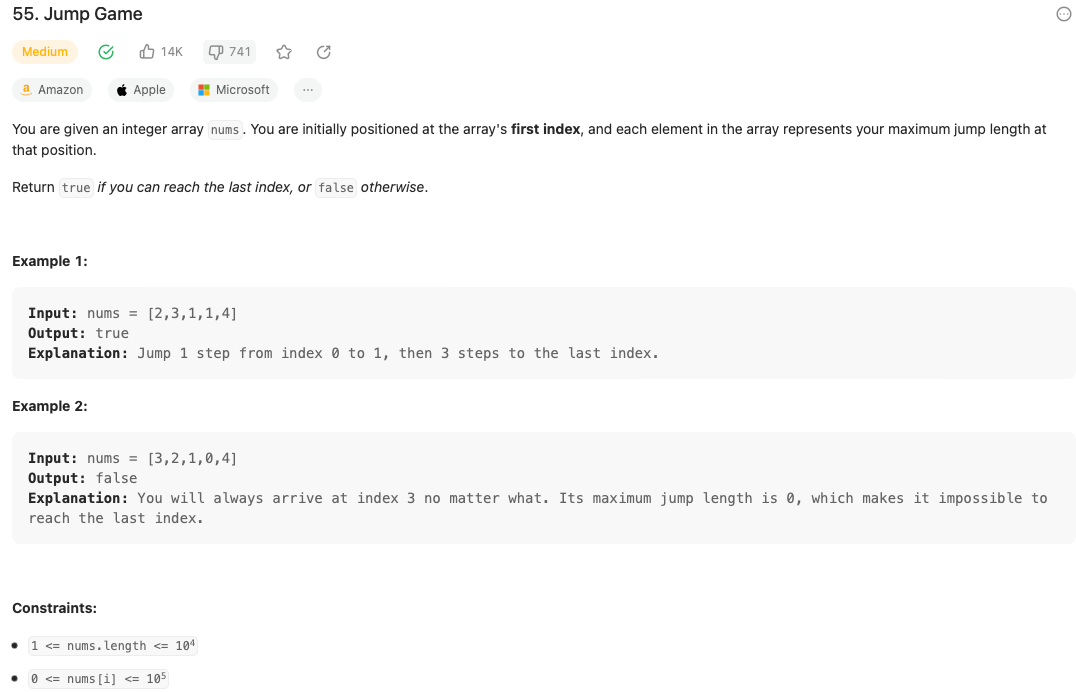 55. Jump Game
Medium 14K 741
Amazon Apple Microsoft ...
You are given an integer array nums. You are initially positioned at the array's first index, and each element in the array represents your maximum jump length at
that position.
Return true if you can reach the last index, or false otherwise.
Example 1:
Input: nums = [2,3,1,1,4]
Output: true
Explanation: Jump 1 step from index 0 to 1, then 3 steps to the last index.
Example 2:
Input: nums = [3,2,1,0,4]
Output: false
Explanation: You will always arrive at index 3 no matter what. Its maximum jump length is 0, which makes it impossible to
reach the last index.
Constraints:
• 1 <= nums.length <= 10⁴
• 0 <= nums[i] <= 10⁵